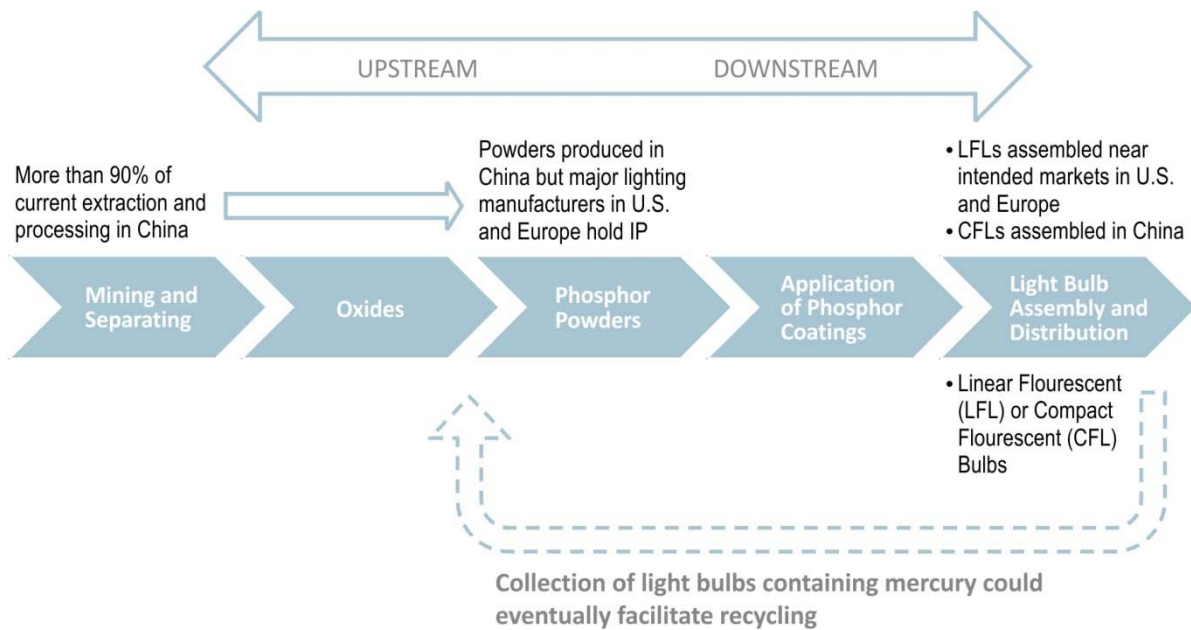 UPSTREAM
DOWNSTREAM
More than 90% of
current extraction and
processing in China
Powders produced in
China but major lighting
manufacturers in U.S.
and Europe hold IP
• LFLs assembled near
intended markets in U.S.
and Europe
• CFLs assembled in China
Mining and
Separating
Oxides
Phosphor
Powders
Application
of Phosphor
Coatings
Light Bulb
Assembly and
Distribution
• Linear Flourescent
(LFL) or Compact
Flourescent (CFL)
Bulbs
Collection of light bulbs containing mercury could
eventually facilitate recycling